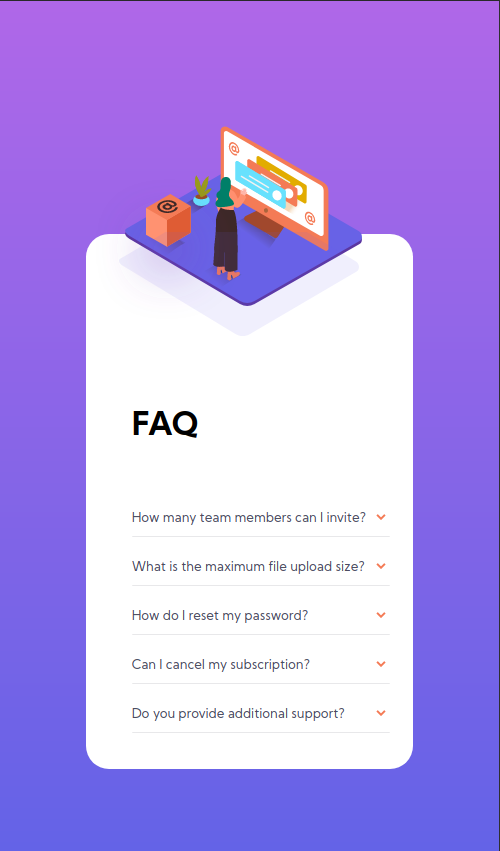 @
@
@
FAQ
How many team members can I invite?
What is the maximum file upload size?
How do I reset my password?
Can I cancel my subscription?
Do you provide additional support?